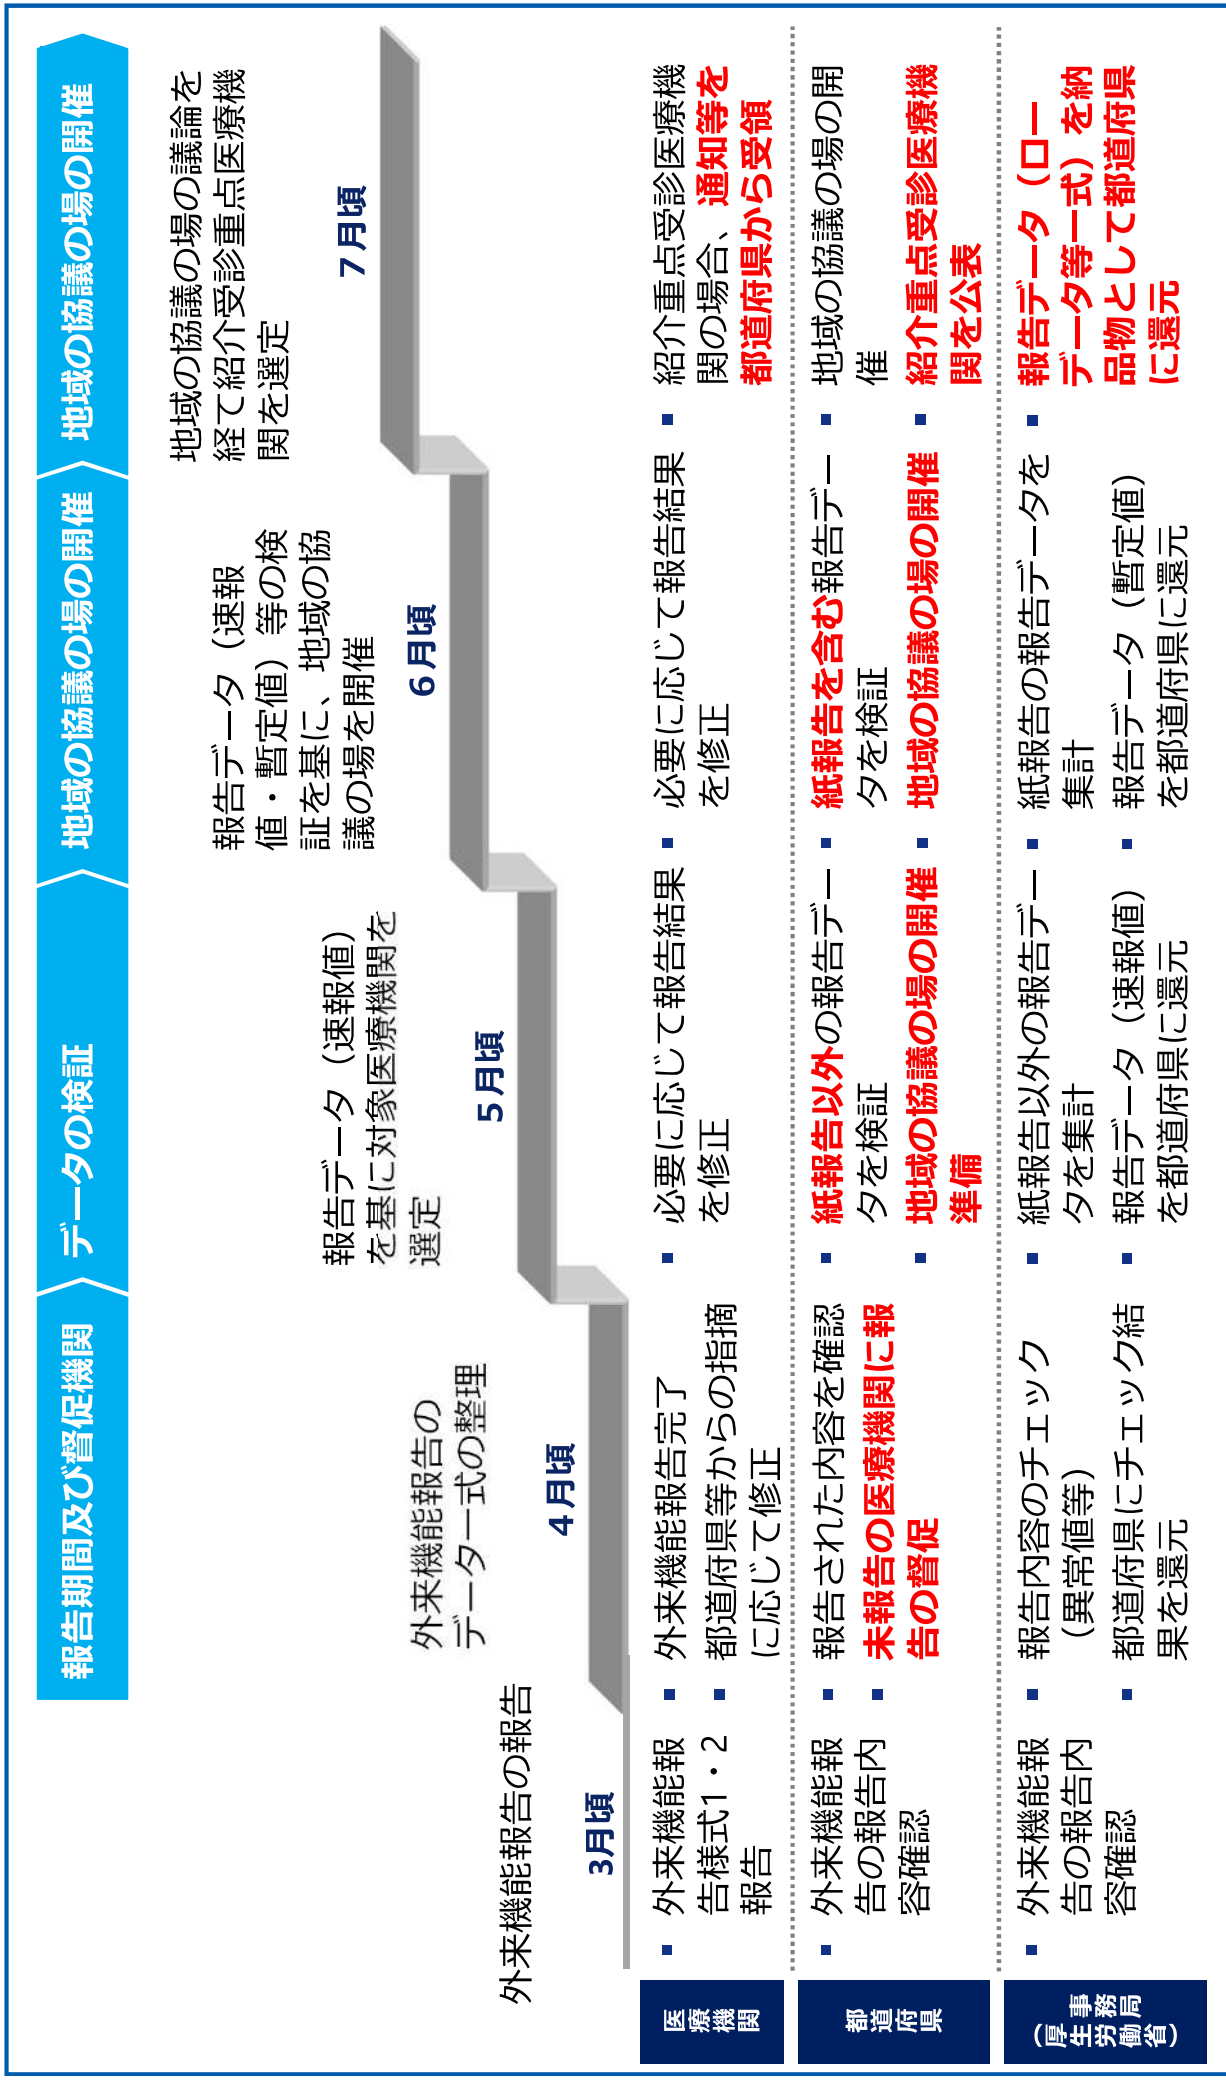 報告期間及び督促機関
データの検証
地域の協議の場の開催
地域の協議の場の開催
外来機能報告の報告
3月頃
外来機能報告の
データ一式の整理
4月頃
報告データ（速報値）
を基に対象医療機関を
選定
5月頃
報告データ（速報
値・暫定値）等の検
証を基に、地域の協
議の場を開催
6月頃
地域の協議の場の議論を
経て紹介受診重点医療機
関を選定
7月頃
医療機関
▪ 外来機能報
告様式1・2
報告
▪ 外来機能報告完了
▪ 都道府県等からの指摘
に応じて修正
▪ 必要に応じて報告結果
を修正
▪ 必要に応じて報告結果
を修正
▪ 紹介重点受診医療機
関の場合、通知等を
都道府県から受領
都道府県
▪ 外来機能報
告の報告内
容確認
▪ 報告された内容を確認
▪ 未報告の医療機関に報
告の督促
▪ 紙報告以外の報告デー
タを検証
▪ 地域の協議の場の開催
準備
▪ 紙報告を含む報告デー
タを検証
▪ 地域の協議の場の開催
▪ 地域の協議の場の開
催
▪ 紹介重点受診医療機
関を公表
事務局
（厚生労働省）
▪ 外来機能報
告の報告内
容確認
▪ 報告内容のチェック
（異常値等）
▪ 都道府県にチェック結
果を還元
▪ 紙報告以外の報告デー
タを集計
▪ 報告データ（速報値）
を都道府県に還元
▪ 紙報告の報告データを
集計
▪ 報告データ（暫定値）
を都道府県に還元
▪ 報告データ（ロー
データ等一式）を納
品物として都道府県
に還元